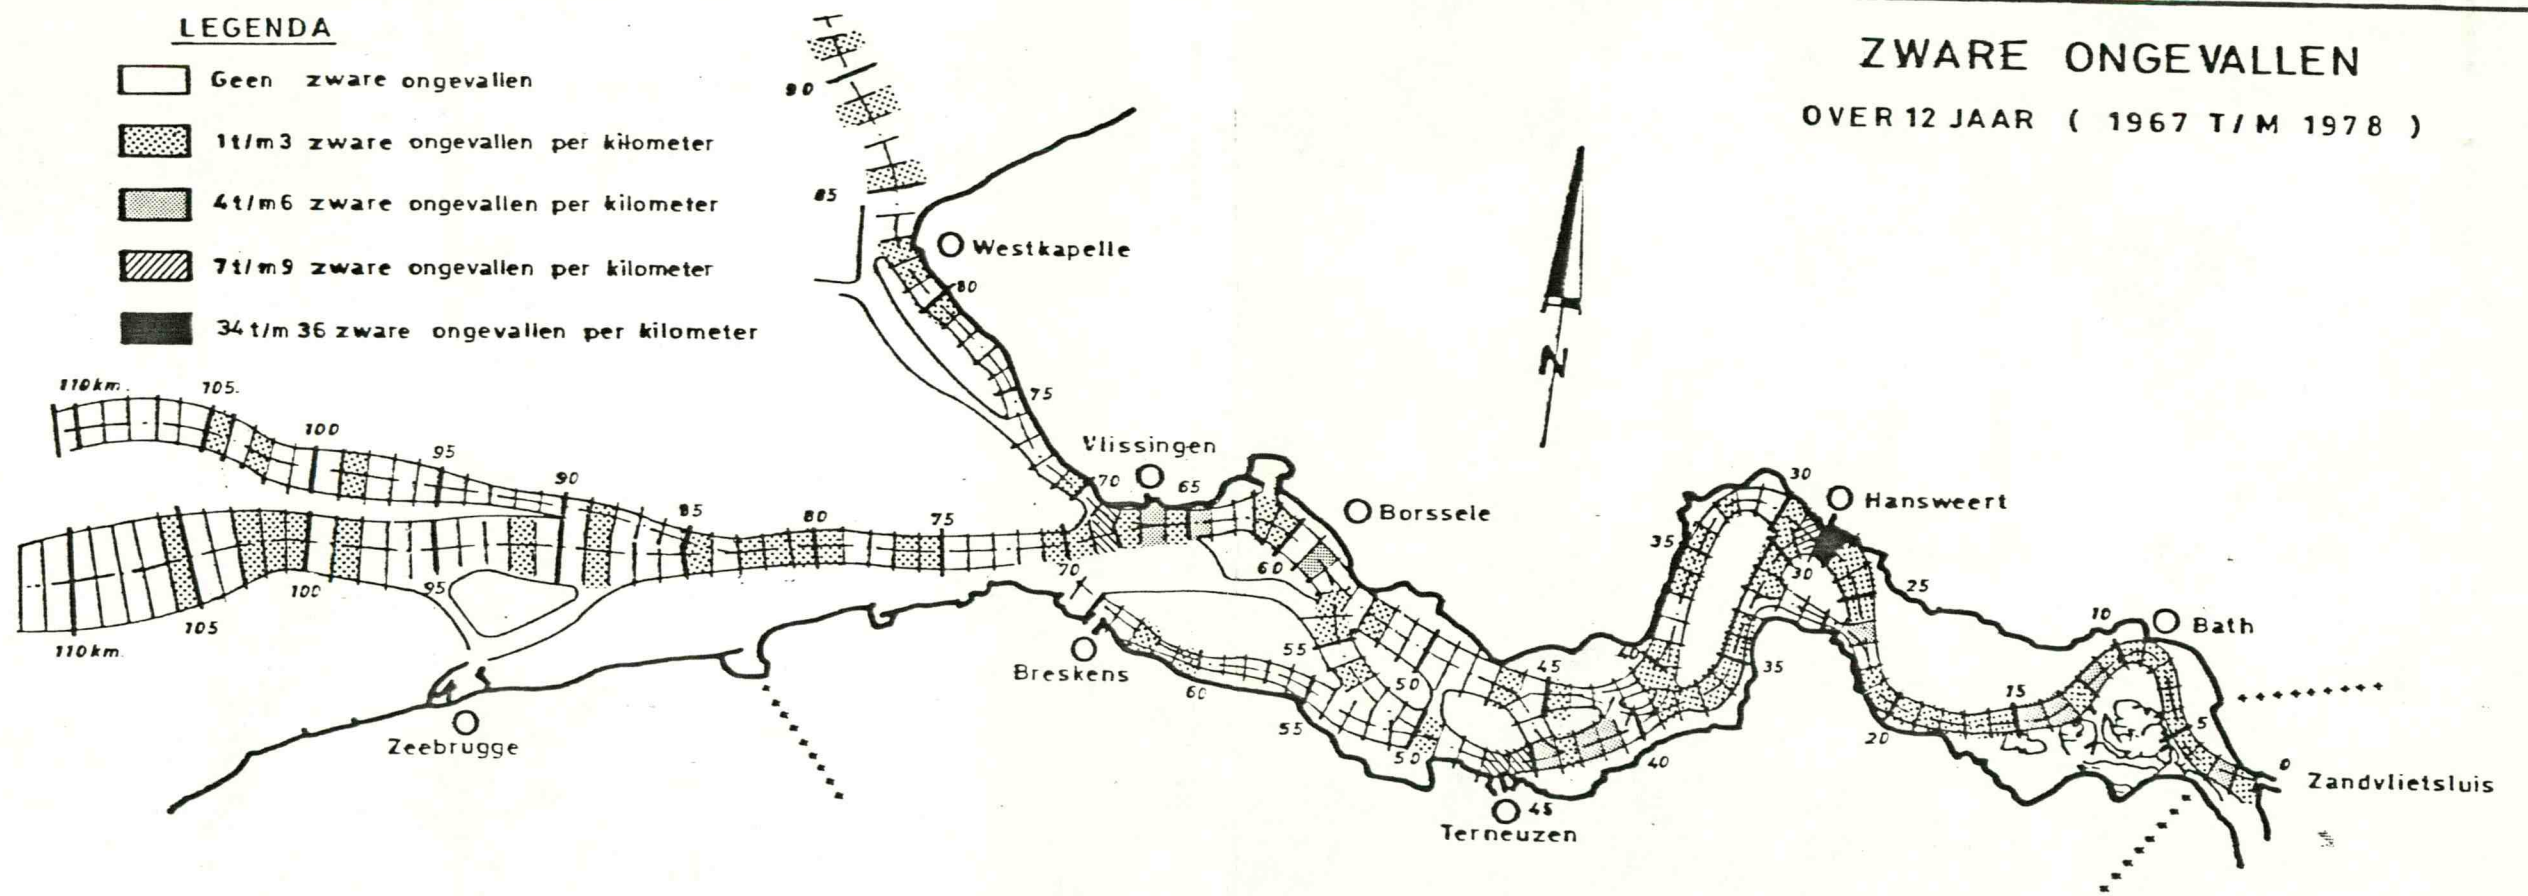 LEGENDA
Geen zware ongevallen
1t/m3 zware ongevallen per kilometer
4t/m6 zware ongevallen per kilometer
7t/m9 zware ongevallen per kilometer
34t/m36 zware ongevallen per kilometer
ZWARE ONGEVALLEN
OVER 12 JAAR ( 1967 T/M 1978 )
90
85
Westkapelle
80
75
N
110km.
105.
100
95
90
85
80
75
70
Vlissingen
65
Borssele
60
30
Hansweert
35
30
25
10
Bath
110km.
105
100
95
70
Zeebrugge
Breskens
60
55
55
50
50
45
40
35
40
Terneuzen
45
20
15
5
0
Zandvlietsluis